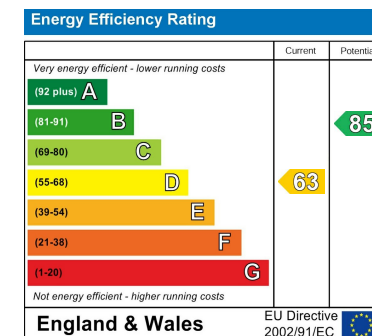 Energy Efficiency Rating
Current Potentia
Very energy efficient - lower running costs
(92 plus) A
(81-91) B
85
(69-80) C
(55-68) D
63
(39-54) E
(21-38) F
(1-20) G
Not energy efficient - higher running costs
England & Wales
EU Directive
2002/91/EC